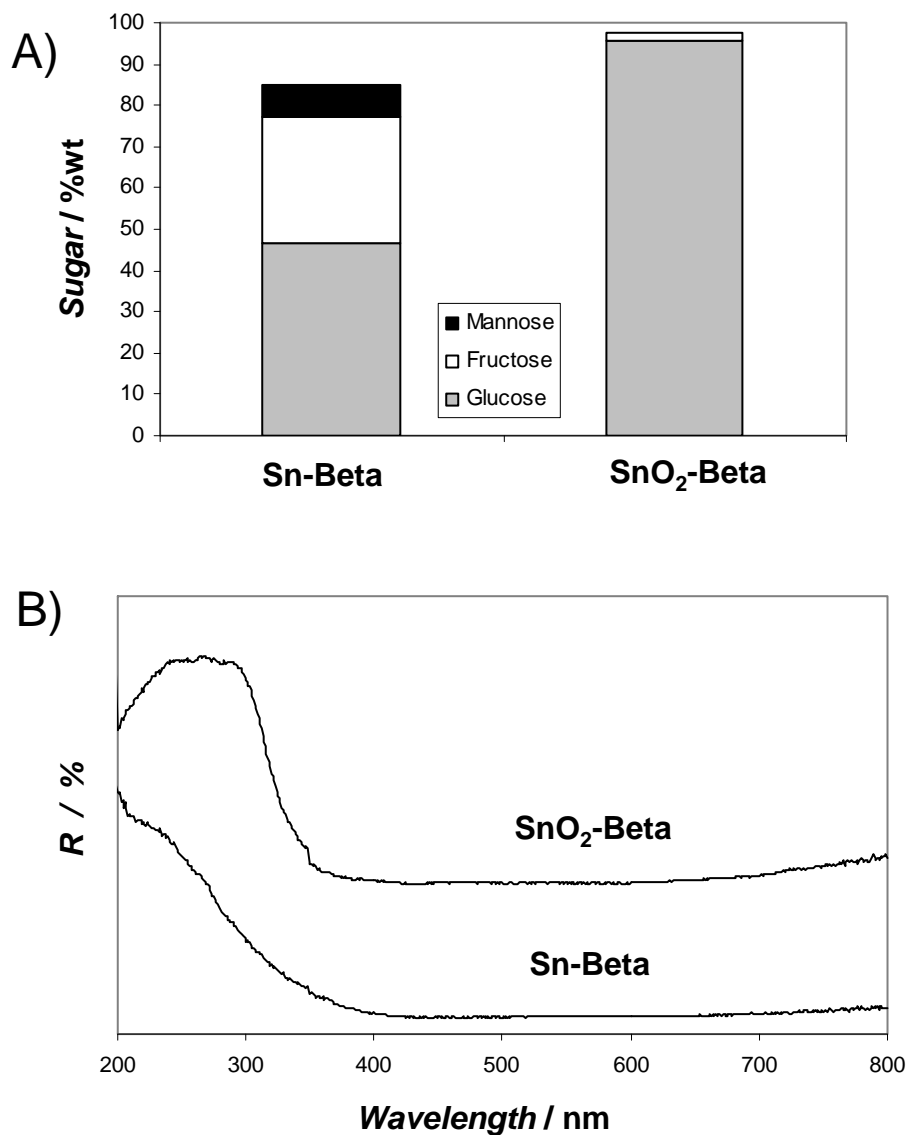 A)
Sugar / %wt
100
90
80
70
60
50
40
30
20
10
0
Mannose
Fructose
Glucose
Sn-Beta
SnO₂-Beta
B)
R / %
SnO₂-Beta
Sn-Beta
200 300 400 500 600 700 800
Wavelength / nm